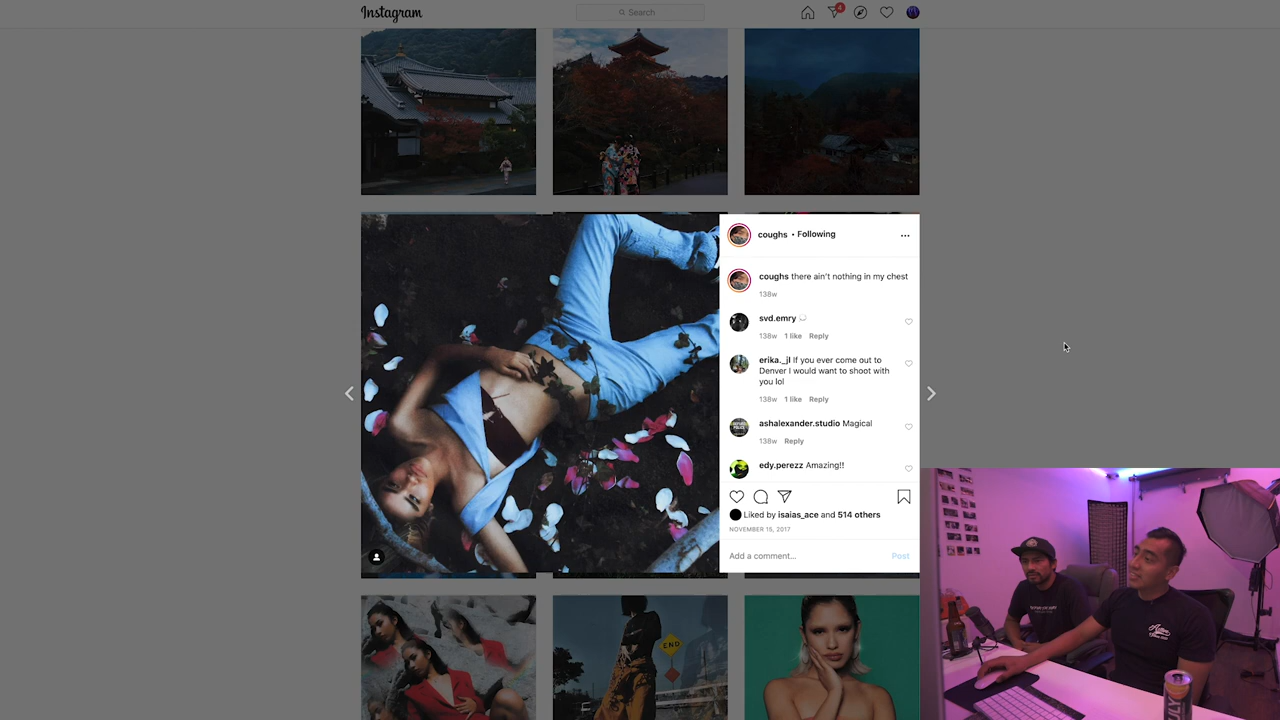 Instagram
Search
4
coughs • Following
coughs there ain't nothing in my chest
138w
svd.emry
138w 1 like Reply
erika._jl If you ever come out to
Denver I would want to shoot with
you lol
138w 1 like Reply
ashalexander.studio Magical
138w Reply
edy.perezz Amazing!!
Liked by isaias_ace and 514 others
NOVEMBER 15, 2017
Add a comment... Post
END